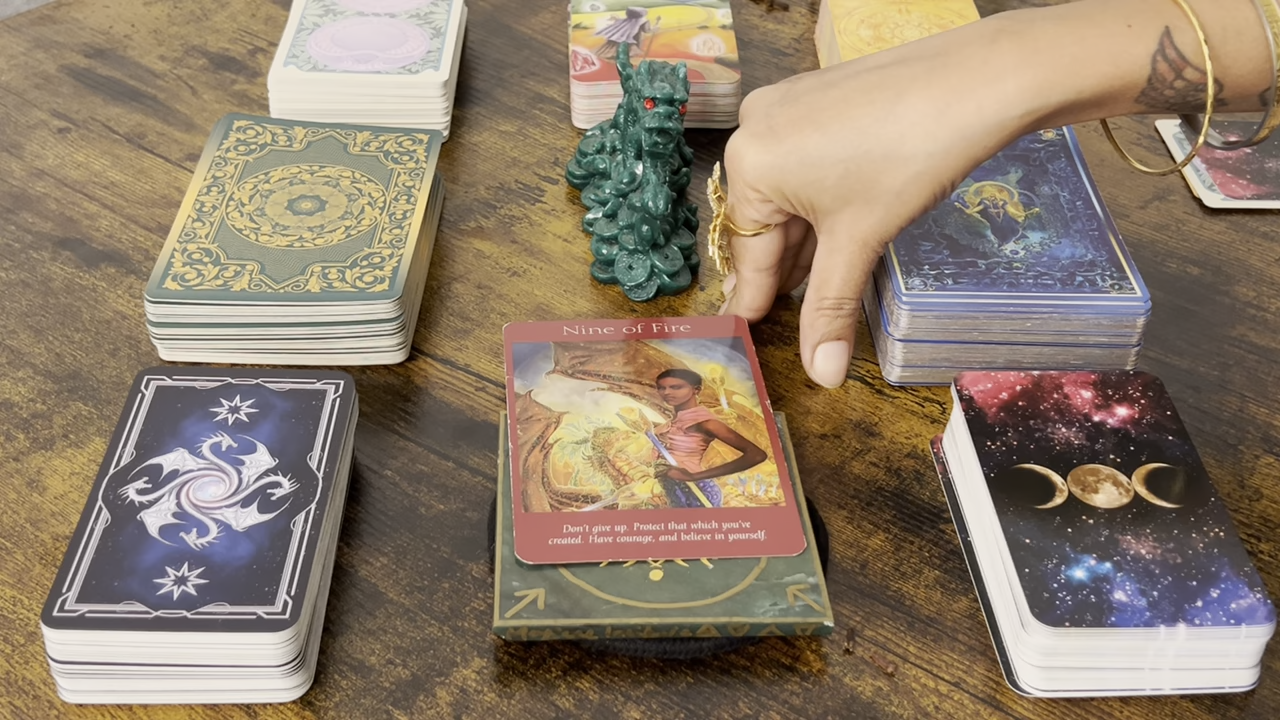 Nine of Fire
Don't give up. Protect that which you've
created. Have courage, and believe in yourself.